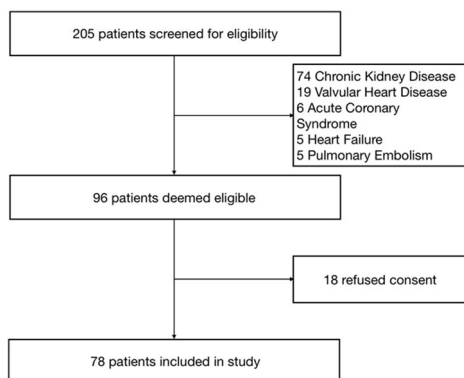 205 patients screened for eligibility
74 Chronic Kidney Disease
19 Valvular Heart Disease
6 Acute Coronary
Syndrome
5 Heart Failure
5 Pulmonary Embolism
96 patients deemed eligible
18 refused consent
78 patients included in study